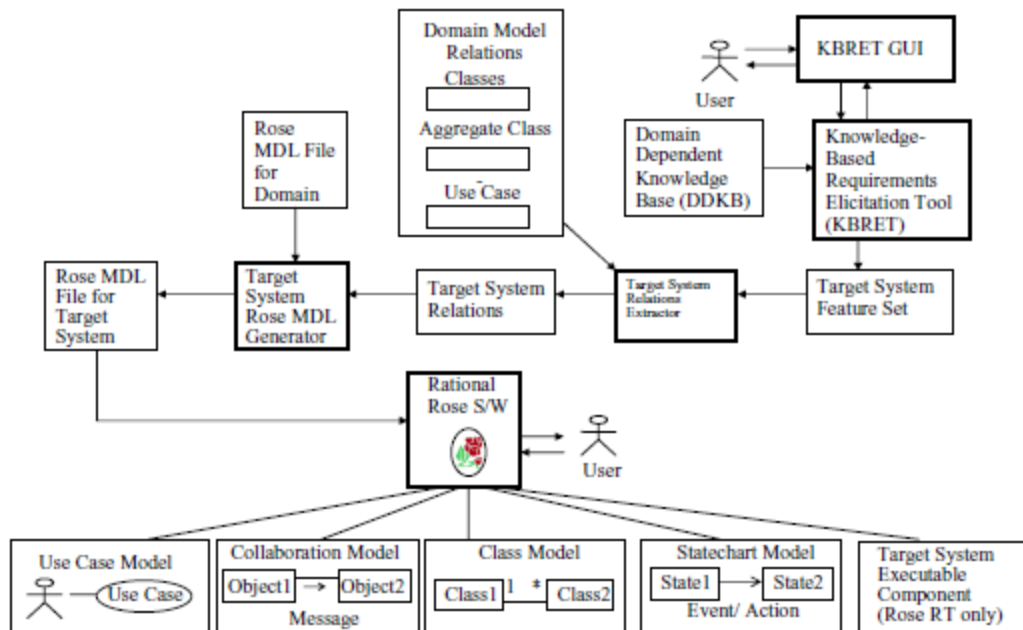 Domain Model
Relations
Classes
Aggregate Class
Use Case
KBRET GUI
User
Rose
MDL File
for
Domain
Domain
Dependent
Knowledge
Base (DDKB)
Knowledge-
Based
Requirements
Elicitation Tool
(KBRET)
Rose MDL
File for
Target
System
Target
System
Rose MDL
Generator
Target System
Relations
Target System
Relations
Extractor
Target System
Feature Set
Rational
Rose S/W
User
Use Case Model
Use Case
Collaboration Model
Object1
Object2
Message
Class Model
Class1
1
*
Class2
Statechart Model
State1
State2
Event/ Action
Target System
Executable
Component
(Rose RT only)